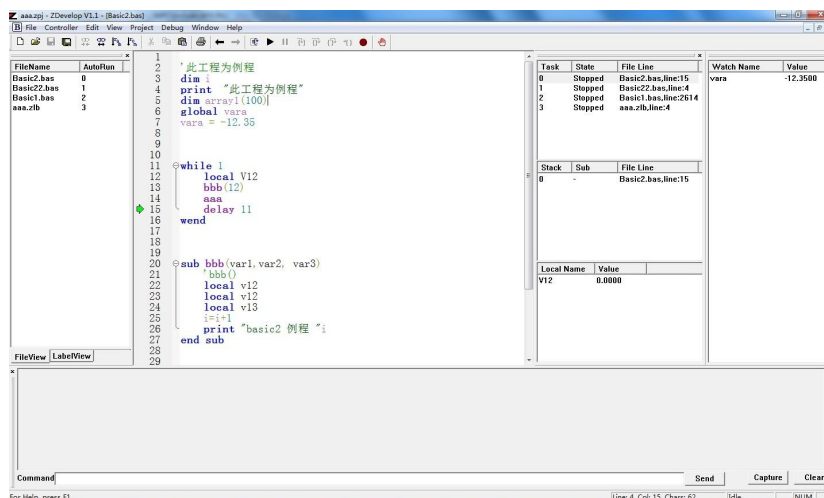 aaa.zpj - ZDevelop V1.1 - [Basic2.bas]
File Controller Edit View Project Debug Window Help
FileName AutoRun
Basic2.bas 0
Basic22.bas 1
Basic1.bas 2
aaa.zlb 3
FileView LabelView
1
2 '此工程为例程
3 dim i
4 print "此工程为例程"
5 dim array1(100)
6 global vara
7 vara = -12.35
8
9
10
11 while 1
12 local V12
13 bbb(12)
14 aaa
15 delay 11
16 wend
17
18
19
20 sub bbb(var1,var2, var3)
21 'bbb()
22 local v12
23 local v12
24 local v13
25 i=i+1
26 print "basic2 例程 "i
27 end sub
28
29
Task State File Line
0 Stopped Basic2.bas,line:15
1 Stopped Basic22.bas,line:4
2 Stopped Basic1.bas,line:2614
3 Stopped aaa.zlb,line:4
Stack Sub File Line
0 - Basic2.bas,line:15
Local Name Value
V12 0.0000
Watch Name Value
vara -12.3500
Command Send Capture Clear
For Help, press F1 Line: 4, Col: 15, Chars: 62 Idle NUM